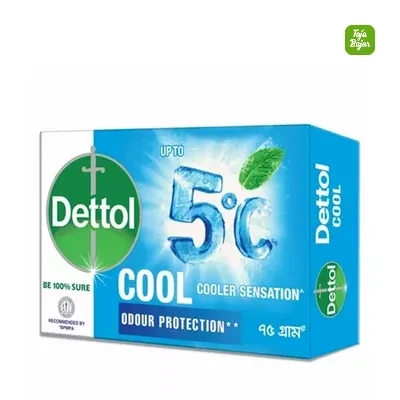 Taja
Bajar
UP TO
5°C
Dettol
BE 100% SURE
RECOMMENDED BY
COOL
COOLER SENSATION^
ODOUR PROTECTION**
৭৫ গ্রাম
Dettol
COOL
Dettol